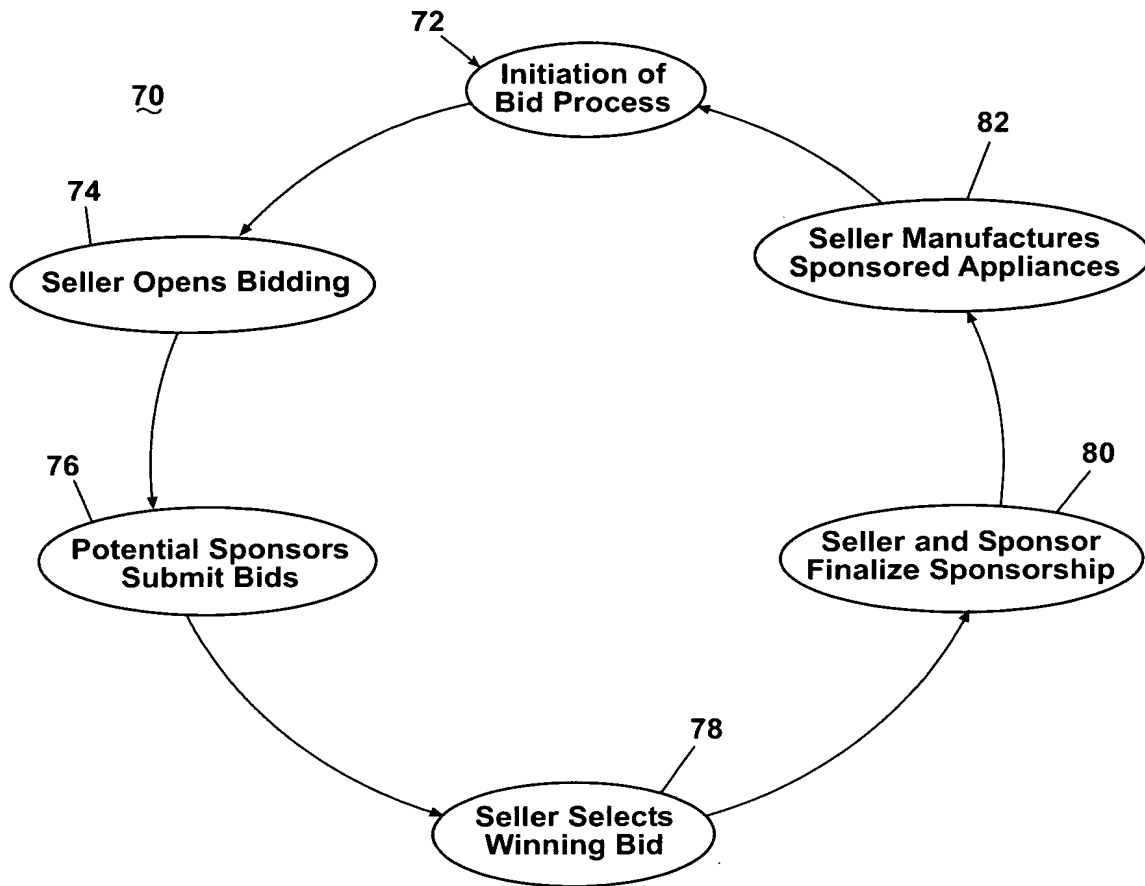 72
Initiation of
Bid Process
70
82
74
Seller Manufactures
Sponsored Appliances
Seller Opens Bidding
76
80
Potential Sponsors
Submit Bids
Seller and Sponsor
Finalize Sponsorship
78
Seller Selects
Winning Bid